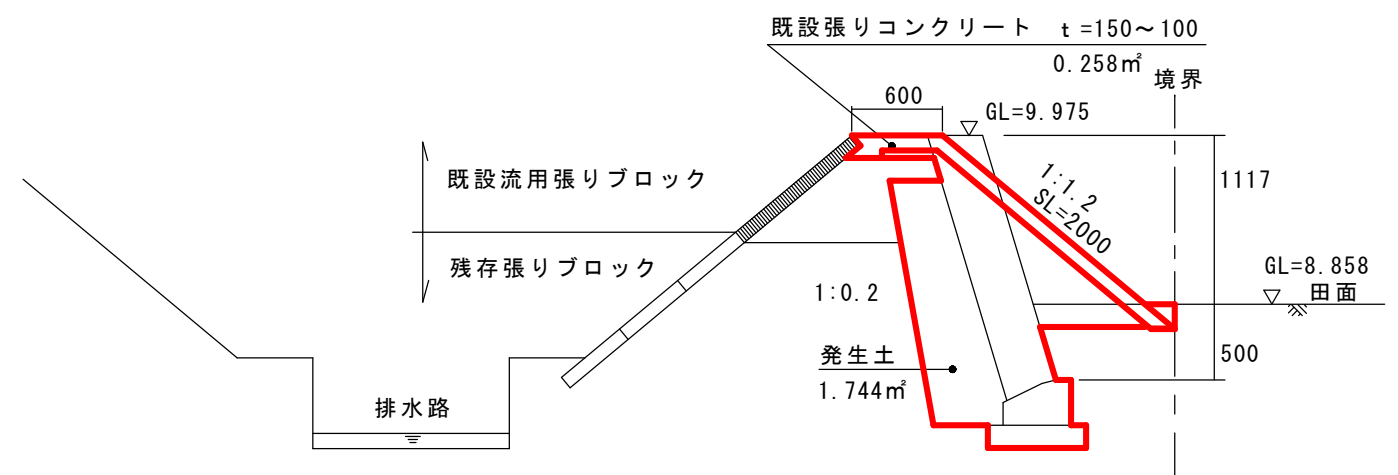 既設張りコンクリート t=150～100
0.258㎡
境界
600
GL=9.975
既設流用張りブロック
1:1.2
SL=2000
1117
残存張りブロック
GL=8.858
田面
1:0.2
発生土
1.744㎡
500
排水路